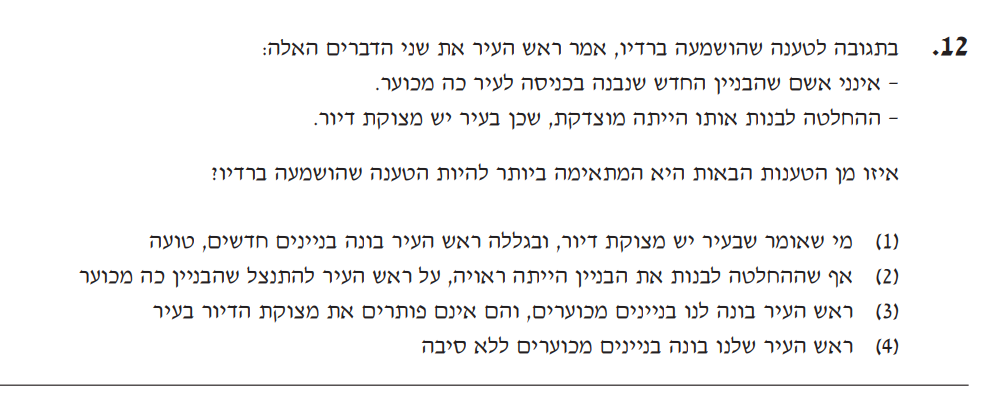 12. בתגובה לטענה שהושמעה ברדיו, אמר ראש העיר את שני הדברים האלה:
– אינני אשם שהבניין החדש שנבנה בכניסה לעיר כה מכוער.
– ההחלטה לבנות אותו הייתה מוצדקת, שכן בעיר יש מצוקת דיור.
איזו מן הטענות הבאות היא המתאימה ביותר להיות הטענה שהושמעה ברדיו?
(1) מי שאומר שבעיר יש מצוקת דיור, ובגללה ראש העיר בונה בניינים חדשים, טועה
(2) אף שההחלטה לבנות את הבניין הייתה ראויה, על ראש העיר להתנצל שהבניין כה מכוער
(3) ראש העיר בונה לנו בניינים מכוערים, והם אינם פותרים את מצוקת הדיור בעיר
(4) ראש העיר שלנו בונה בניינים מכוערים ללא סיבה